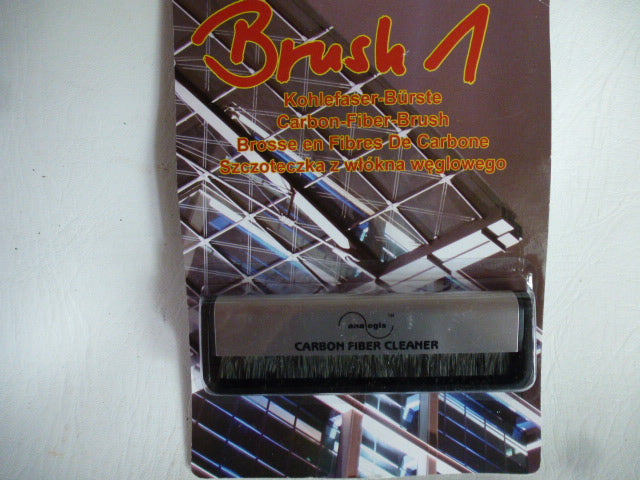 Brush 1
Kohlefaser-Bürste
Carbon-Fiber-Brush
Brosse en Fibres De Carbone
Szczoteczka z włókna węglowego
analogis ™
CARBON FIBER CLEANER